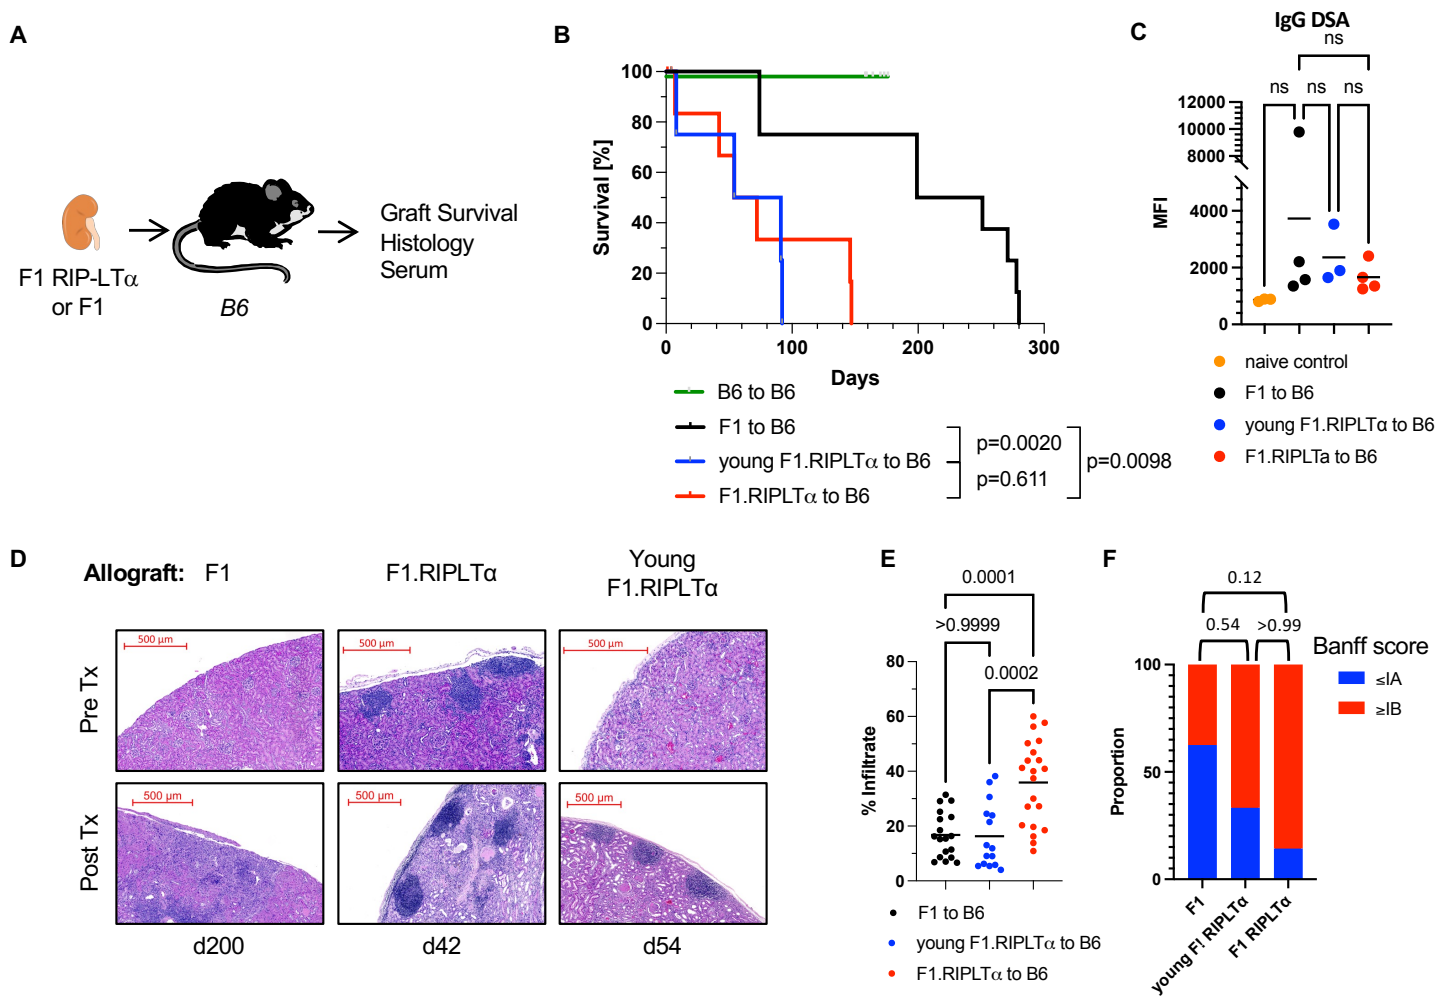 A
F1 RIP-LTα
or F1
B6
Graft Survival
Histology
Serum
B
Survival [%]
100
80
60
40
20
0
0 100 200 300
Days
B6 to B6
F1 to B6
young F1.RIPLTα to B6
F1.RIPLTα to B6
p=0.0020
p=0.611
p=0.0098
C
IgG DSA
ns
ns ns ns
MFI
12000
10000
8000
4000
2000
0
naive control
F1 to B6
young F1.RIPLTα to B6
F1.RIPLTa to B6
D
Allograft: F1
F1.RIPLTα
Young
F1.RIPLTα
Pre Tx
500 µm
500 µm
500 µm
Post Tx
500 µm
500 µm
500 µm
d200
d42
d54
E
0.0001
>0.9999
0.0002
% Infiltrate
80
60
40
20
0
F1 to B6
young F1.RIPLTα to B6
F1.RIPLTα to B6
F
0.12
0.54 >0.99
Banff score
≤IA
≥IB
Proportion
100
50
0
F1
young F! RIPLTα
F1 RIPLTα